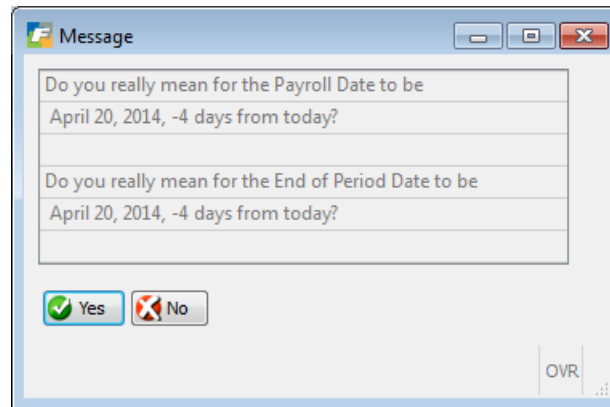 Message
Do you really mean for the Payroll Date to be
April 20, 2014, -4 days from today?
Do you really mean for the End of Period Date to be
April 20, 2014, -4 days from today?
Yes No
OVR